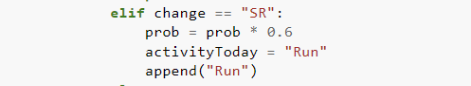 elif change == "SR":
prob = prob * 0.6
activityToday = "Run"
append("Run")